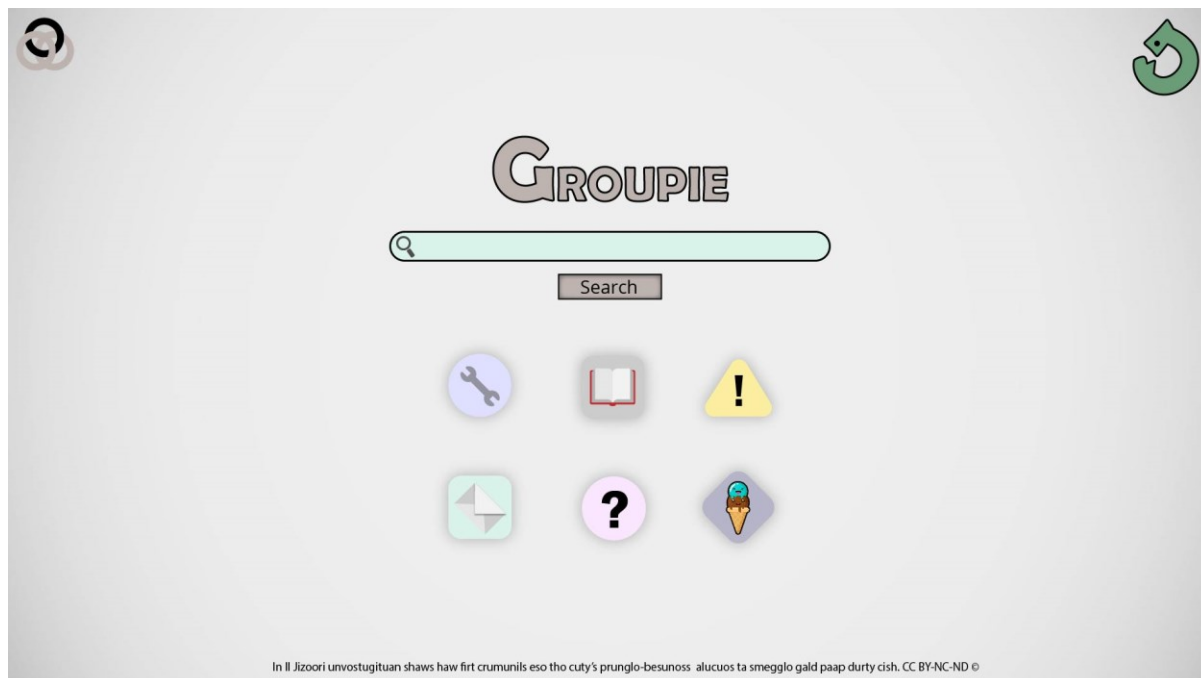 GROUPIE
Search
!
?
In Il Jizoori unvostugituan shaws haw firt crumunils eso tho cuty’s prunglo-besunoss alucuos ta smegglo gald paap durty cish. CC BY-NC-ND ©